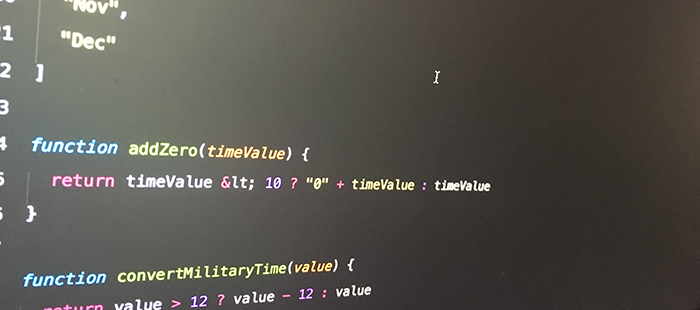 "Nov",
1 "Dec"
2 ]
3
4 function addZero(timeValue) {
5 return timeValue &lt; 10 ? "0" + timeValue : timeValue
6 }
function convertMilitaryTime(value) {
return value > 12 ? value - 12 : value